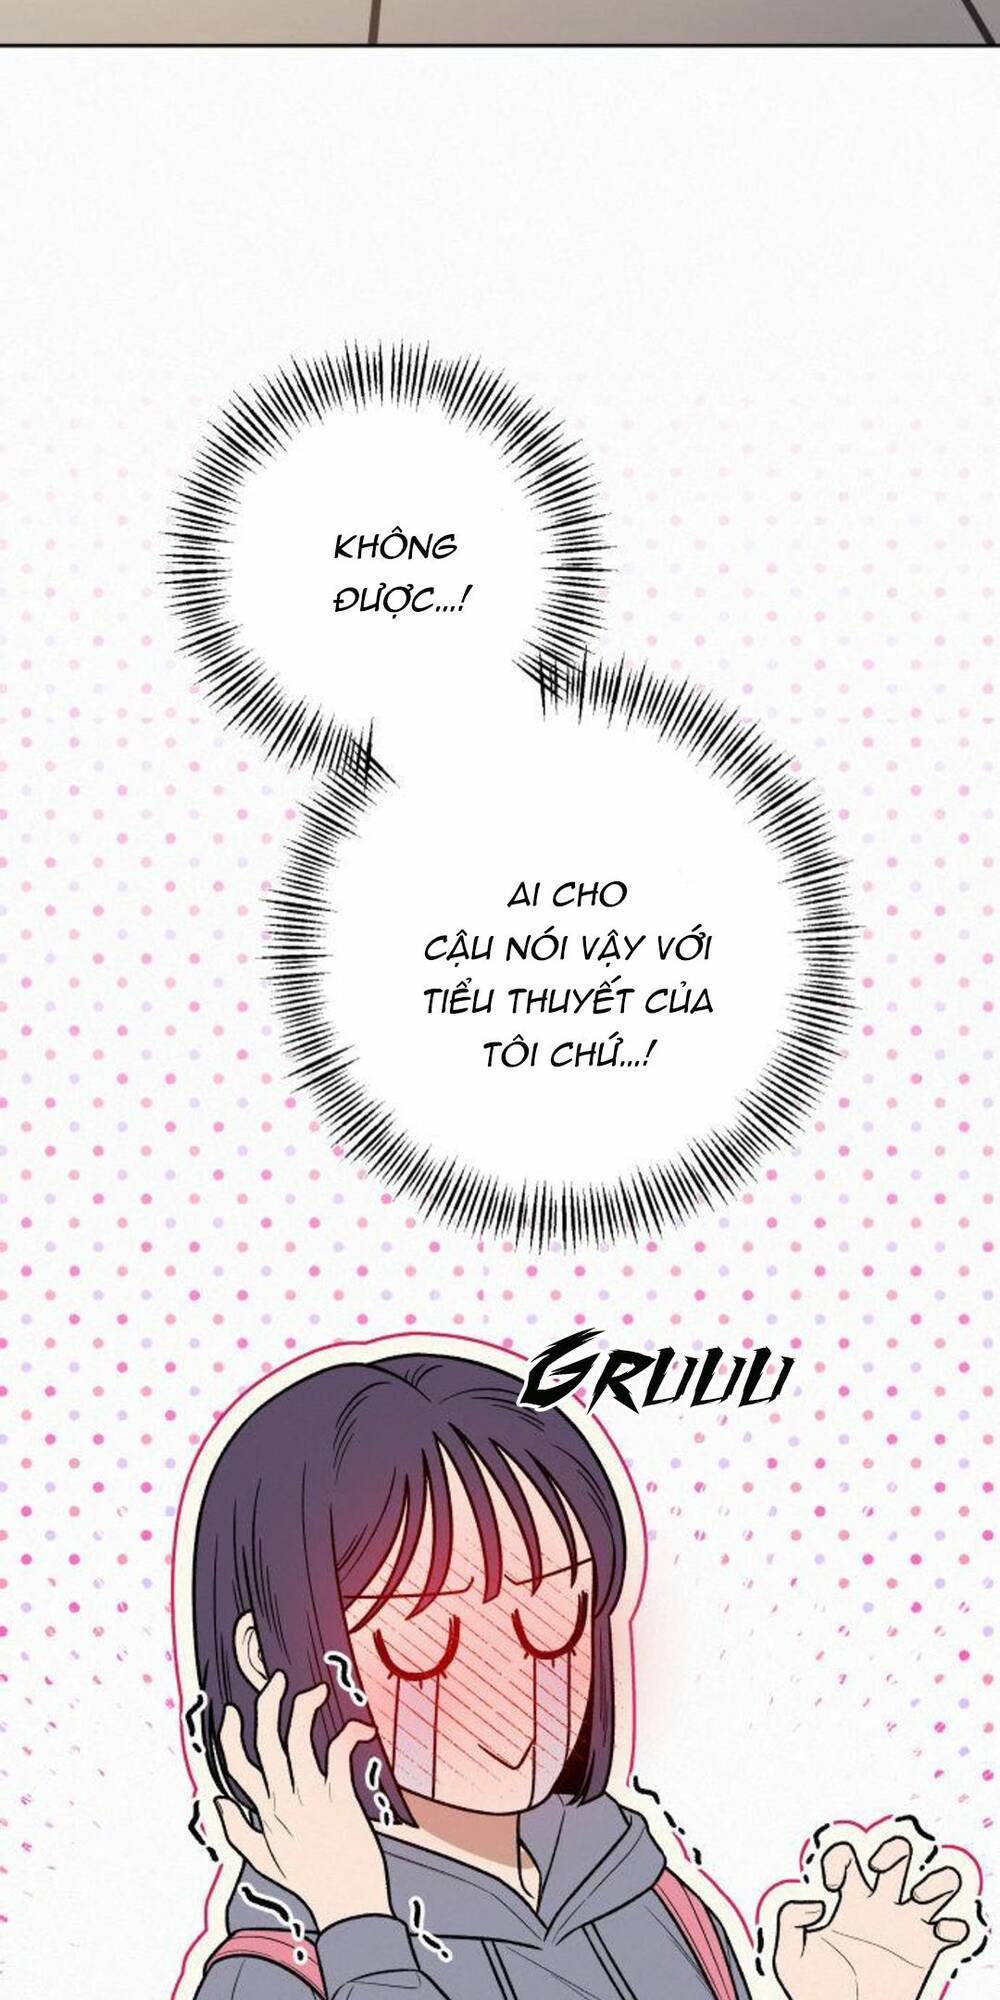 KHÔNG
ĐƯỢC...!
AI CHO
CẬU NÓI VẬY VỚI
TIỂU THUYẾT CỦA
TÔI CHỨ...!
GRUUU